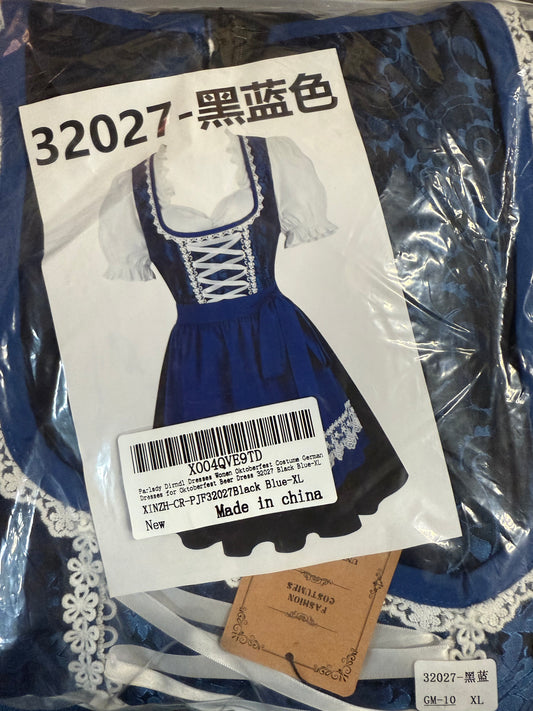 32027-黑蓝色
X004QVE9TD
Parlady Dirndl Dresses Women Oktoberfest Costume German
Dresses for Oktoberfest Beer Dress 32027 Black Blue-XL
XINZH-CR-PJF32027Black Blue-XL
New
Made in china
FASHION
COSTUMES
32027-黑蓝
GM-10 XL